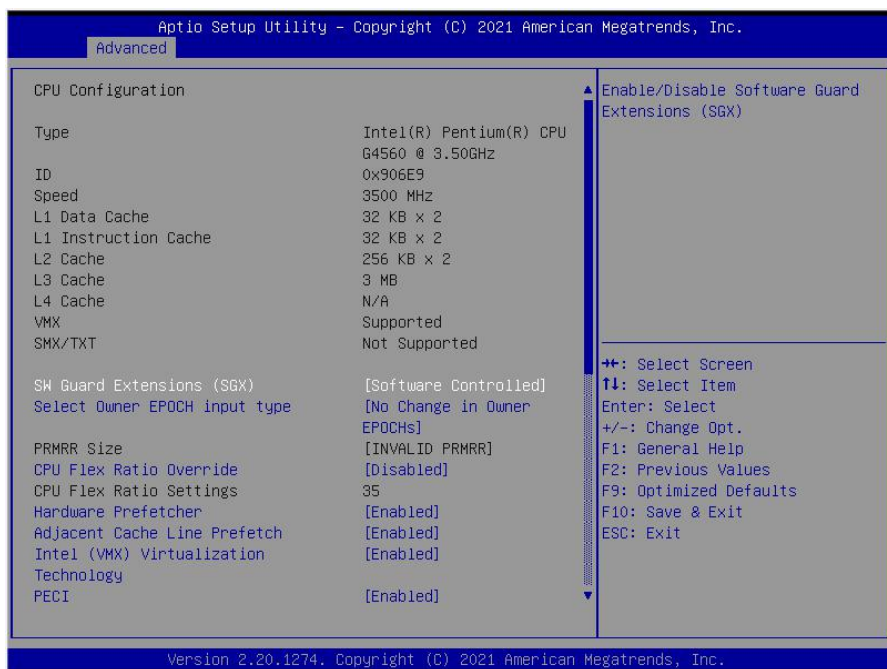 Aptio Setup Utility – Copyright (C) 2021 American Megatrends, Inc.
Advanced
CPU Configuration
Type Intel(R) Pentium(R) CPU
G4560 @ 3.50GHz
ID 0x906E9
Speed 3500 MHz
L1 Data Cache 32 KB x 2
L1 Instruction Cache 32 KB x 2
L2 Cache 256 KB x 2
L3 Cache 3 MB
L4 Cache N/A
VMX Supported
SMX/TXT Not Supported
SW Guard Extensions (SGX) [Software Controlled]
Select Owner EPOCH input type [No Change in Owner
EPOCHs]
PRMRR Size [INVALID PRMRR]
CPU Flex Ratio Override [Disabled]
CPU Flex Ratio Settings 35
Hardware Prefetcher [Enabled]
Adjacent Cache Line Prefetch [Enabled]
Intel (VMX) Virtualization [Enabled]
Technology
PECI [Enabled]
Enable/Disable Software Guard
Extensions (SGX)
→←: Select Screen
↑↓: Select Item
Enter: Select
+/-: Change Opt.
F1: General Help
F2: Previous Values
F9: Optimized Defaults
F10: Save & Exit
ESC: Exit
Version 2.20.1274. Copyright (C) 2021 American Megatrends, Inc.